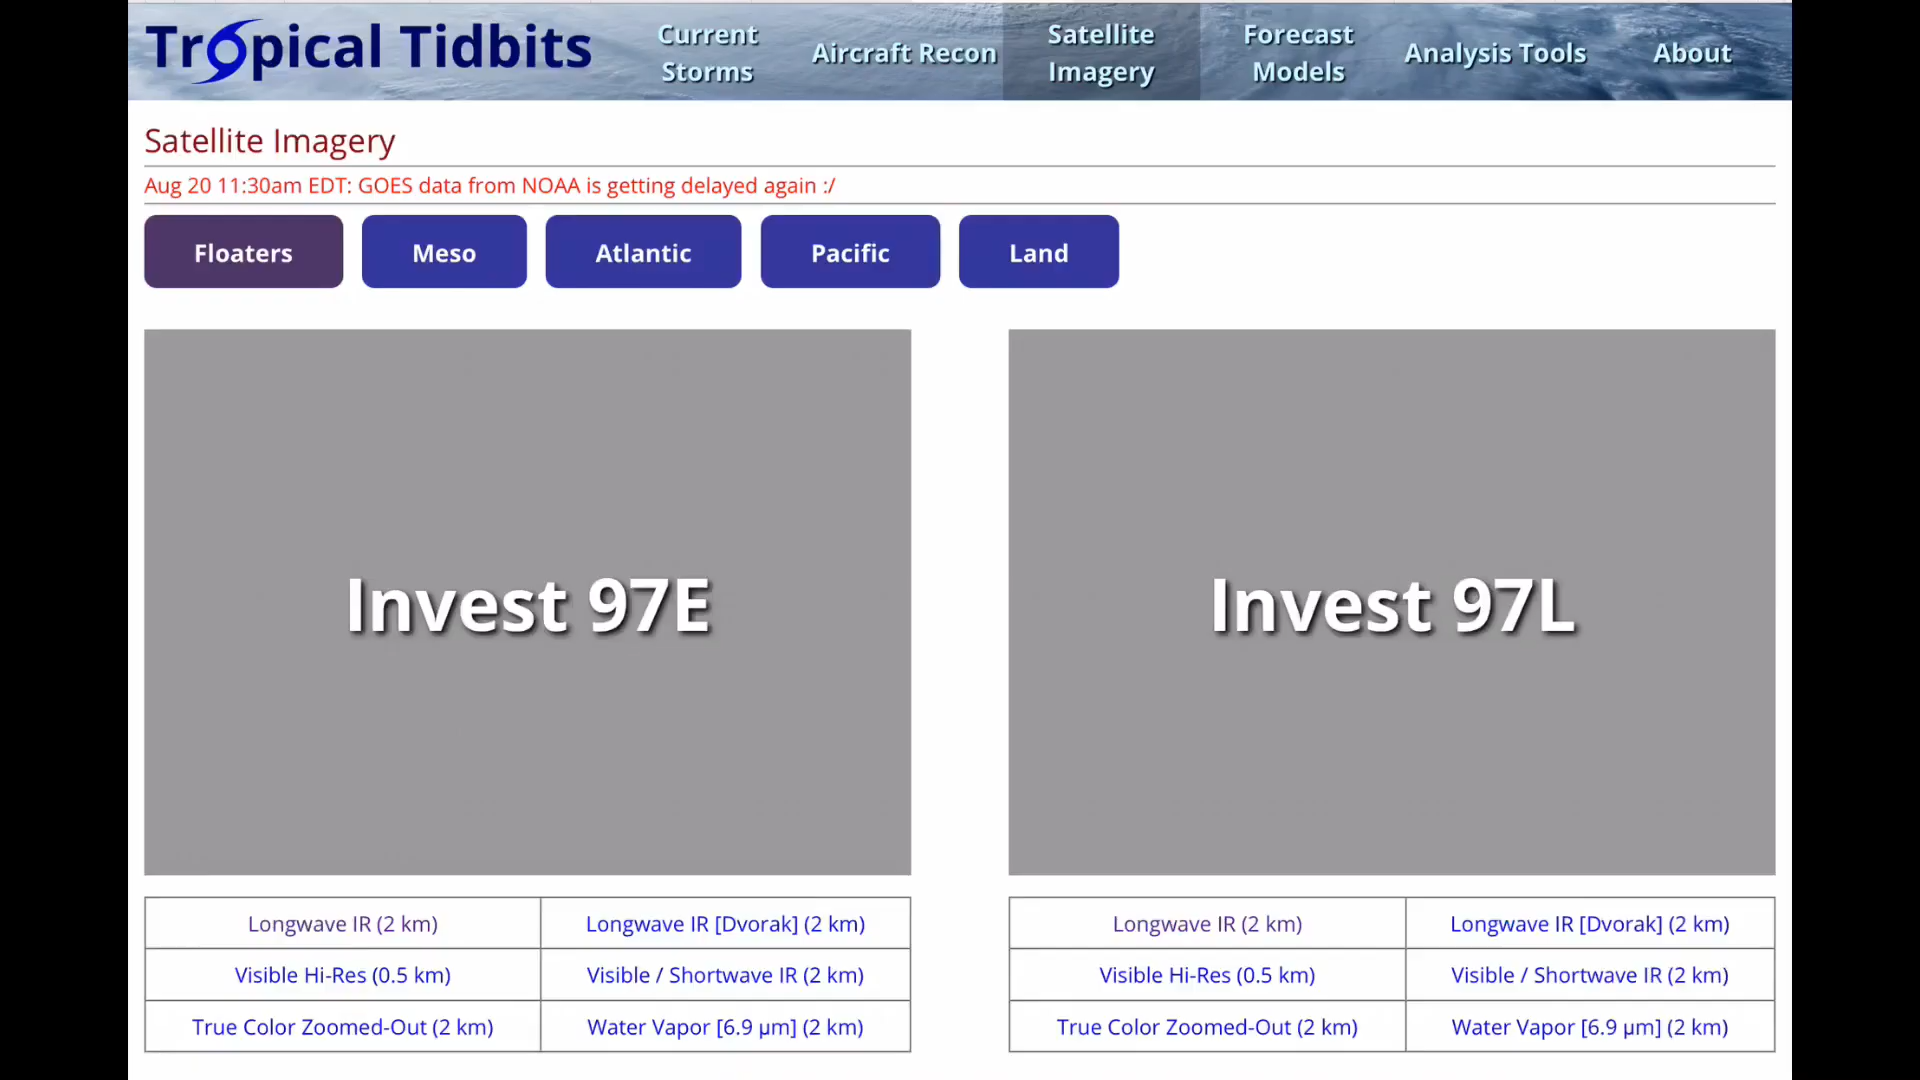 Tropical Tidbits
Current Storms
Aircraft Recon
Satellite Imagery
Forecast Models
Analysis Tools
About
Satellite Imagery
Aug 20 11:30am EDT: GOES data from NOAA is getting delayed again :/
Floaters
Meso
Atlantic
Pacific
Land
Invest 97E
Invest 97L
Longwave IR (2 km)
Longwave IR [Dvorak] (2 km)
Visible Hi-Res (0.5 km)
Visible / Shortwave IR (2 km)
True Color Zoomed-Out (2 km)
Water Vapor [6.9 µm] (2 km)
Longwave IR (2 km)
Longwave IR [Dvorak] (2 km)
Visible Hi-Res (0.5 km)
Visible / Shortwave IR (2 km)
True Color Zoomed-Out (2 km)
Water Vapor [6.9 µm] (2 km)